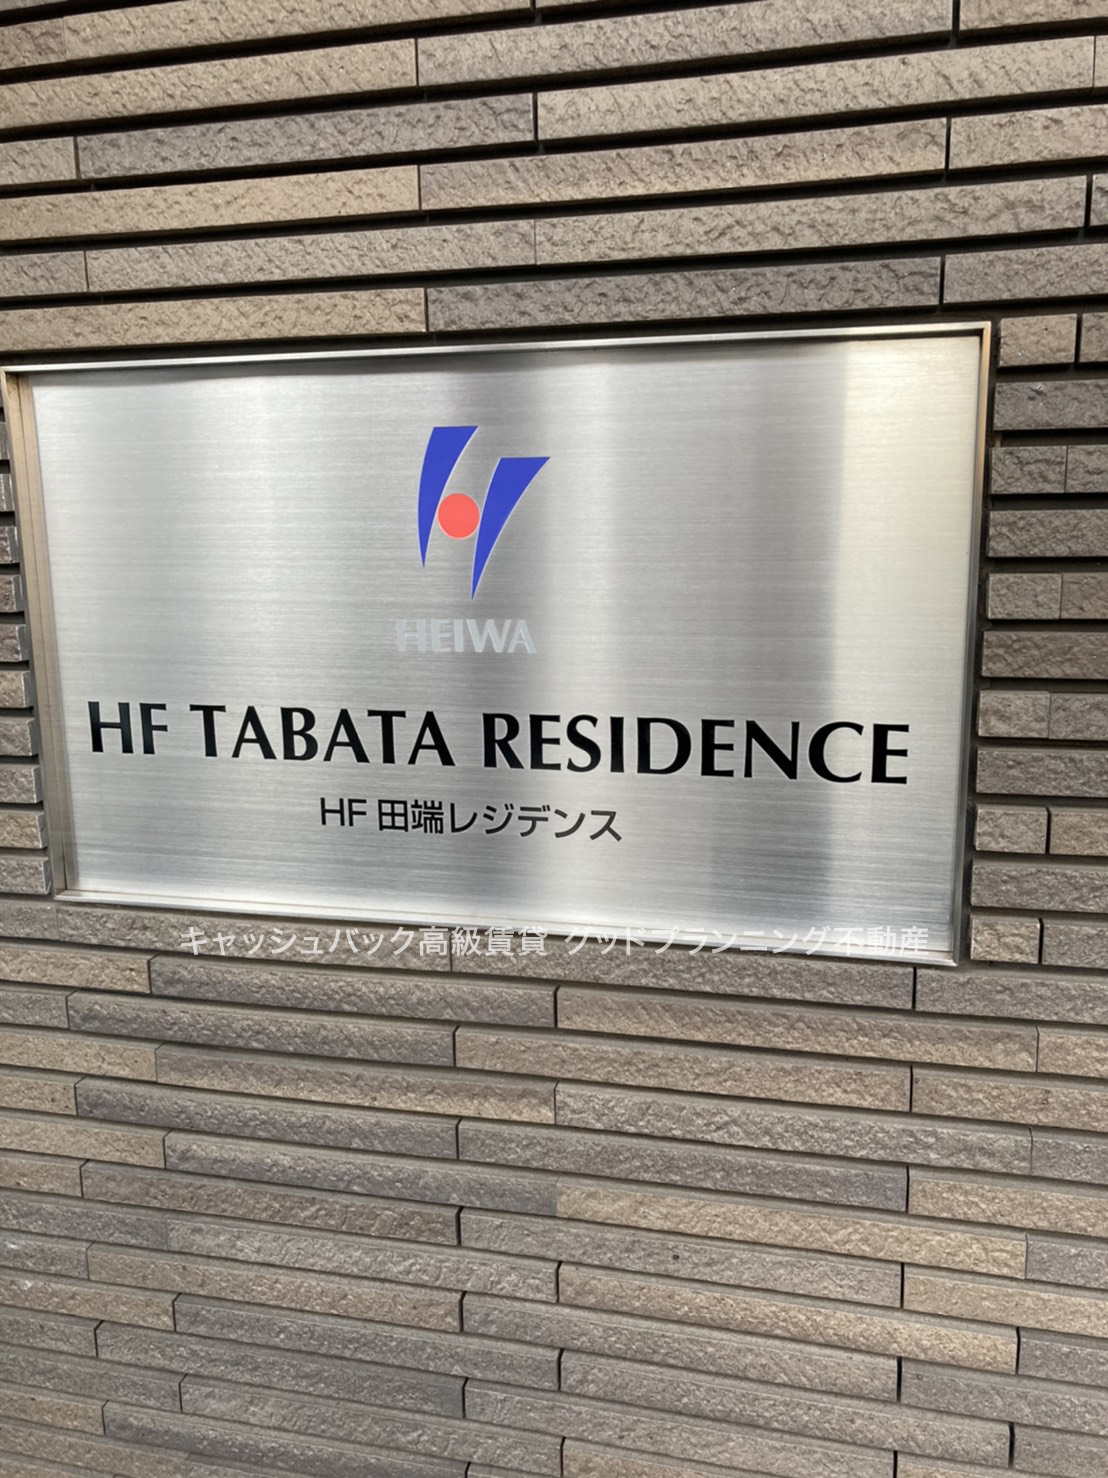 HEIWA
HF TABATA RESIDENCE
HF 田端レジデンス
キャッシュバック高級賃貸 グッドプランニング不動産